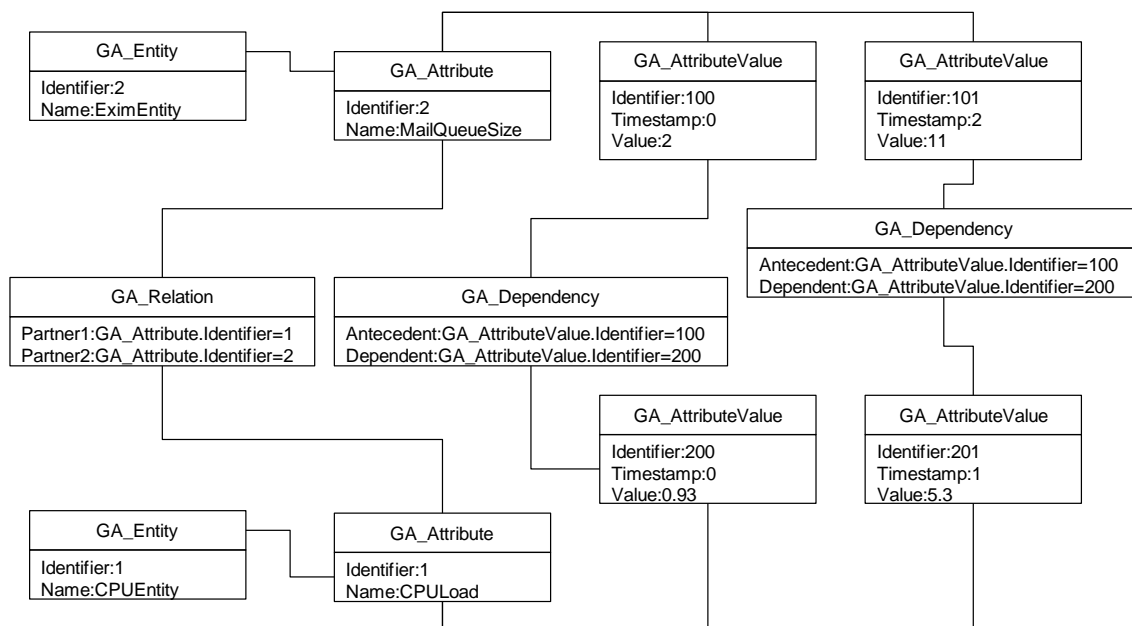 GA_Entity
Identifier:2
Name:EximEntity
GA_Attribute
Identifier:2
Name:MailQueueSize
GA_AttributeValue
Identifier:100
Timestamp:0
Value:2
GA_AttributeValue
Identifier:101
Timestamp:2
Value:11
GA_Dependency
Antecedent:GA_AttributeValue.Identifier=100
Dependent:GA_AttributeValue.Identifier=200
GA_Relation
Partner1:GA_Attribute.Identifier=1
Partner2:GA_Attribute.Identifier=2
GA_Dependency
Antecedent:GA_AttributeValue.Identifier=100
Dependent:GA_AttributeValue.Identifier=200
GA_AttributeValue
Identifier:200
Timestamp:0
Value:0.93
GA_AttributeValue
Identifier:201
Timestamp:1
Value:5.3
GA_Entity
Identifier:1
Name:CPUEntity
GA_Attribute
Identifier:1
Name:CPULoad